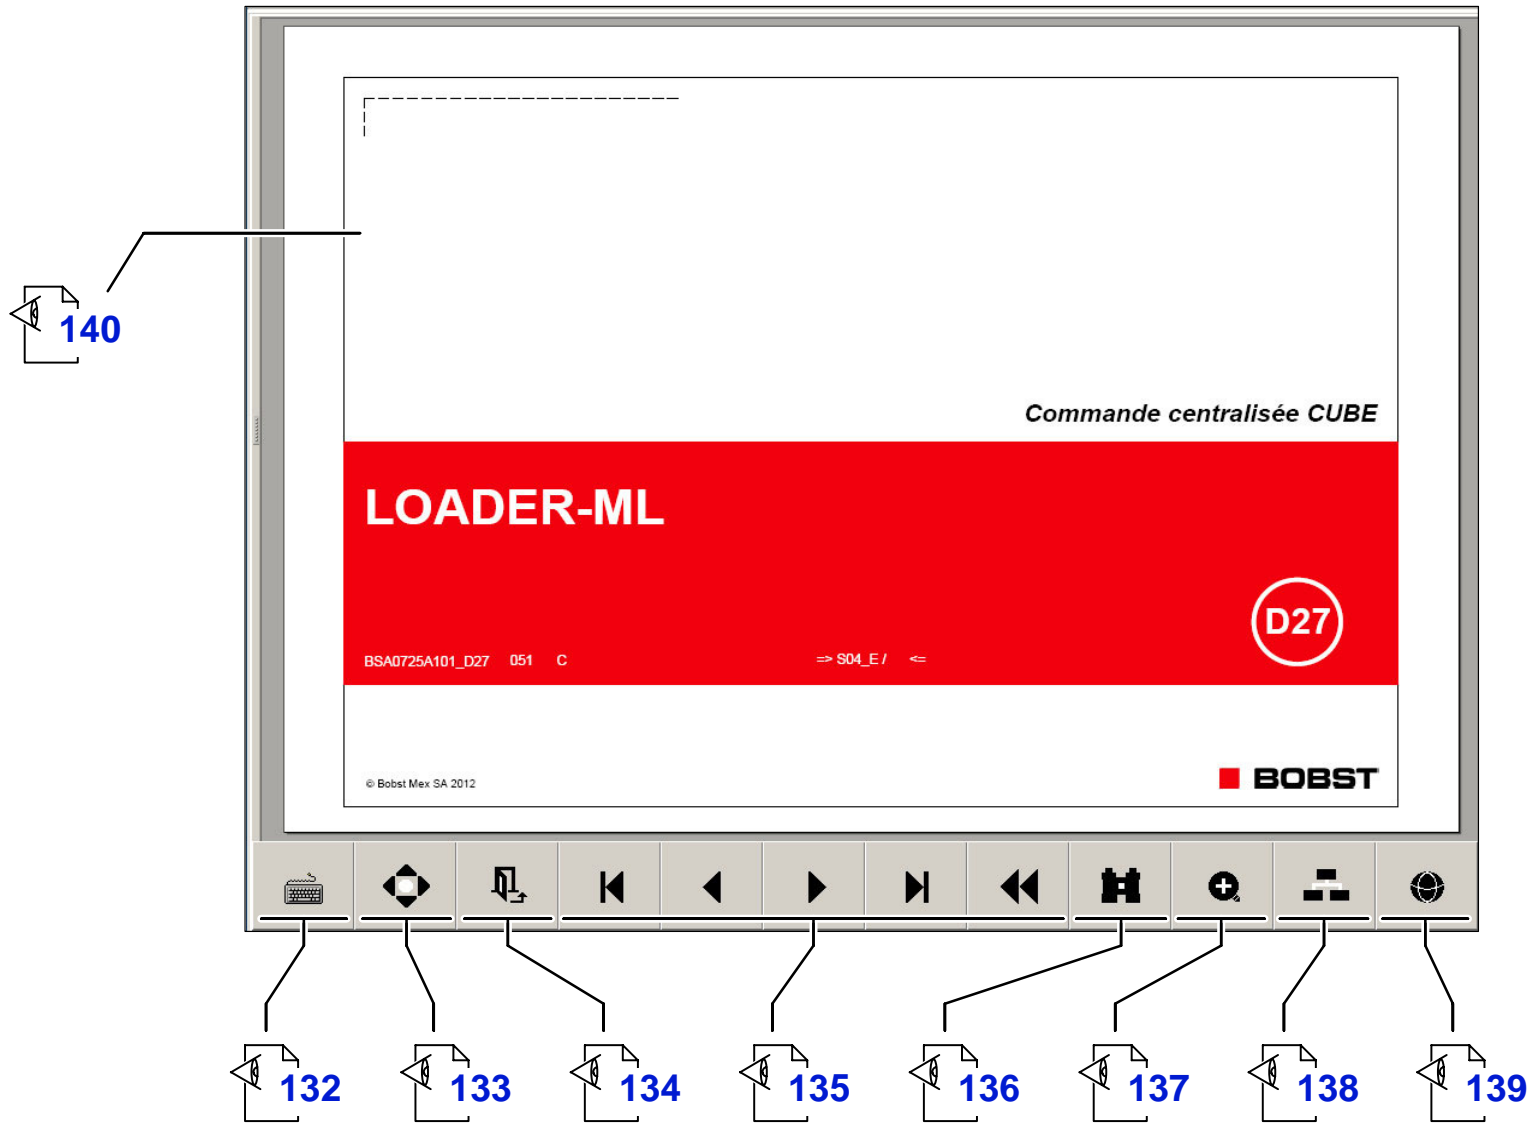 140
Commande centralisée CUBE
LOADER-ML
D27
BSA0725A101_D27 051 C => S04_E / <=
© Bobst Mex SA 2012
BOBST
132 133 134 135 136 137 138 139